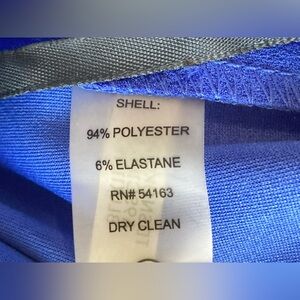 SHELL:
94% POLYESTER
6% ELASTANE
RN# 54163
DRY CLEAN